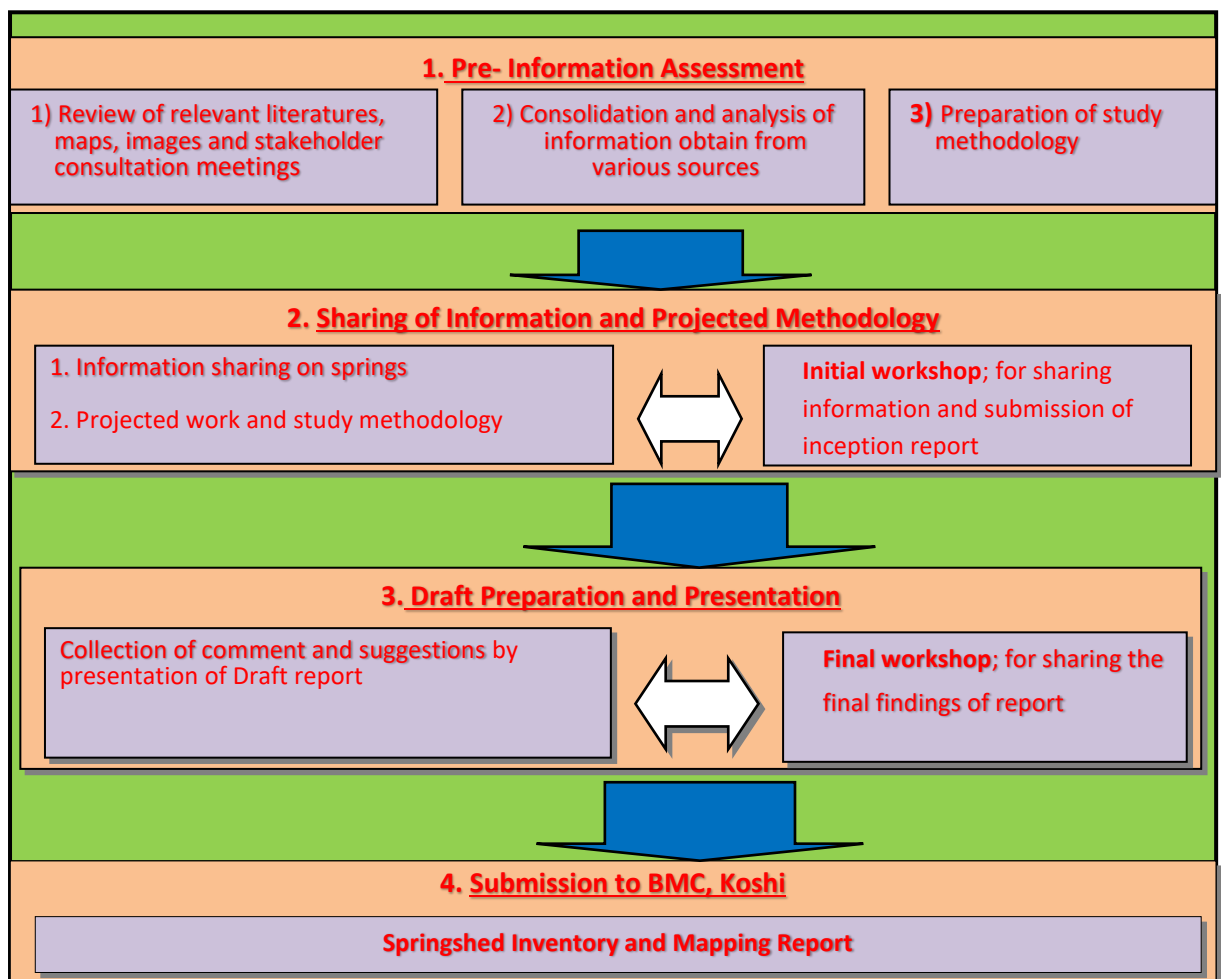 1. Pre- Information Assessment
1) Review of relevant literatures,
maps, images and stakeholder
consultation meetings
2) Consolidation and analysis of
information obtain from
various sources
3) Preparation of study
methodology
2. Sharing of Information and Projected Methodology
1. Information sharing on springs
2. Projected work and study methodology
Initial workshop; for sharing
information and submission of
inception report
3. Draft Preparation and Presentation
Collection of comment and suggestions by
presentation of Draft report
Final workshop; for sharing the
final findings of report
4. Submission to BMC, Koshi
Springshed Inventory and Mapping Report